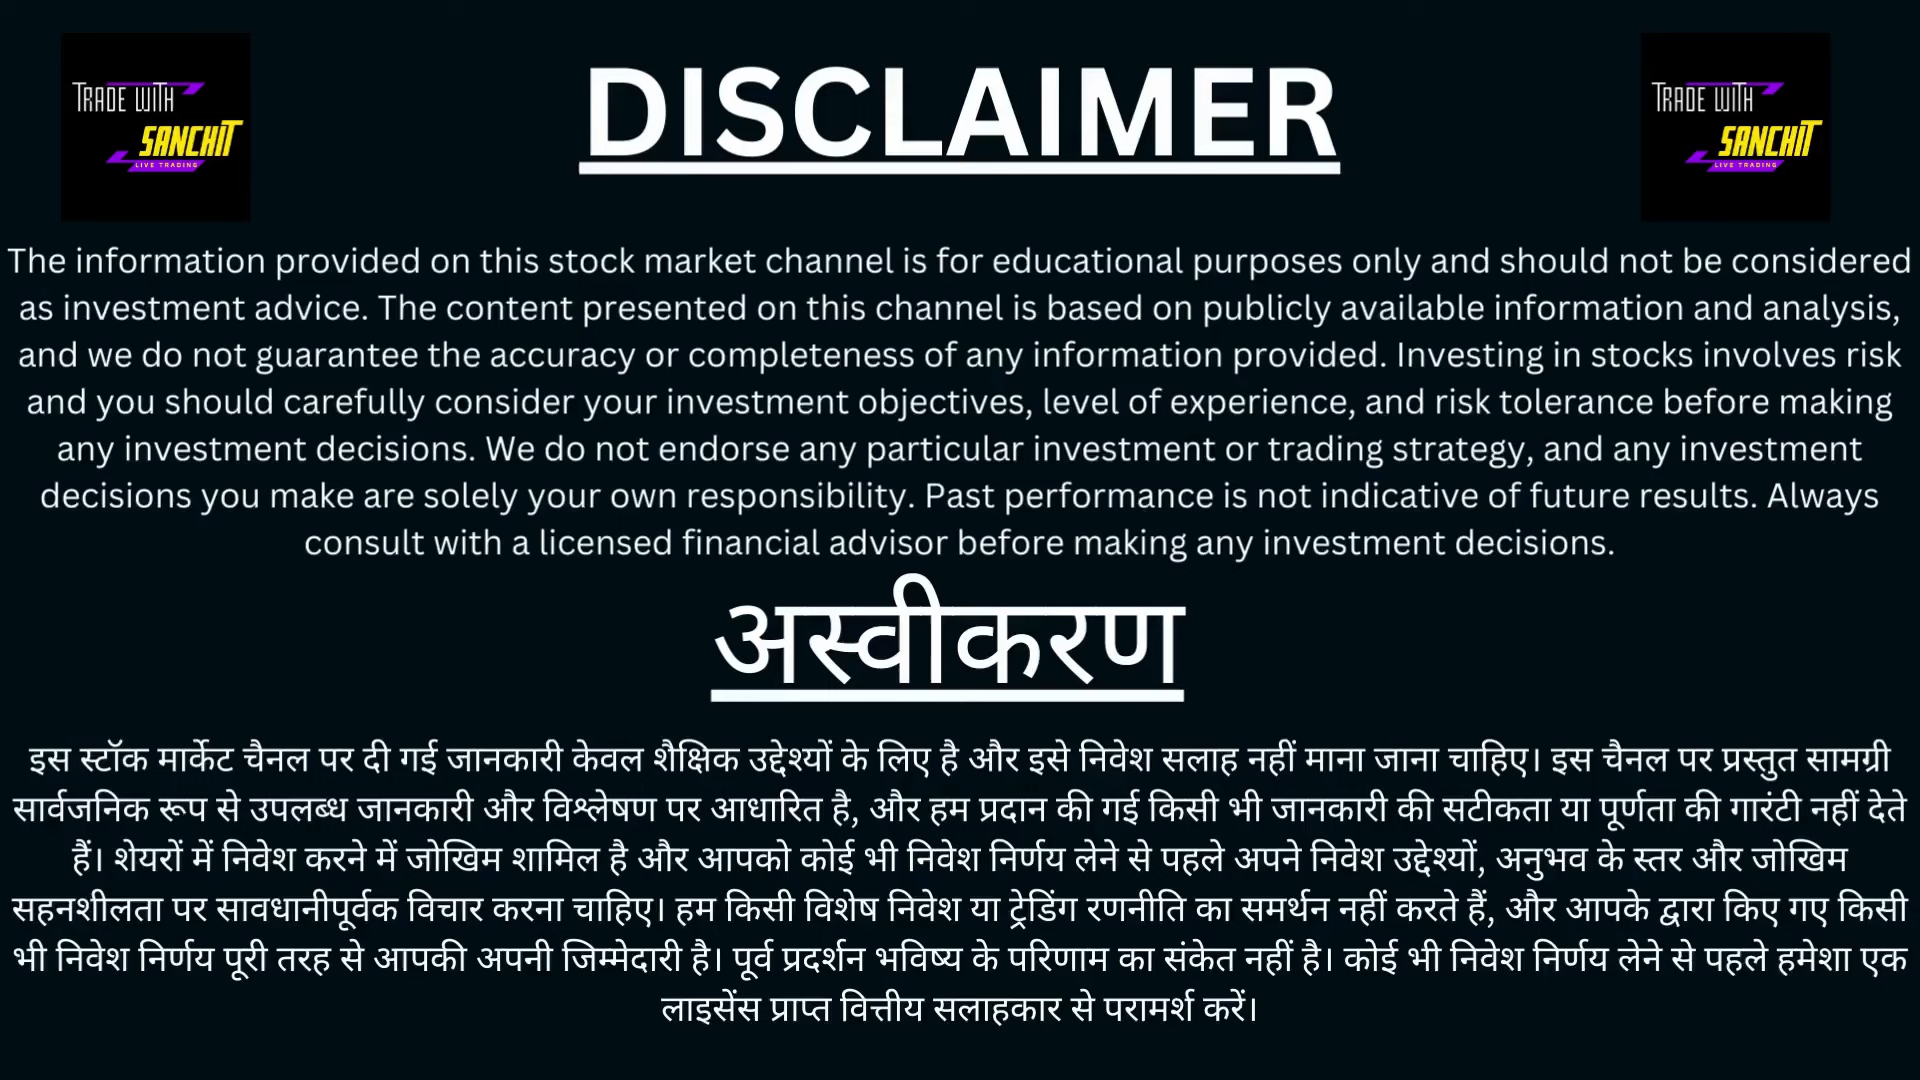 TRADE WITH
SANCHIT
LIVE TRADING
DISCLAIMER
TRADE WITH
SANCHIT
LIVE TRADING
The information provided on this stock market channel is for educational purposes only and should not be considered
as investment advice. The content presented on this channel is based on publicly available information and analysis,
and we do not guarantee the accuracy or completeness of any information provided. Investing in stocks involves risk
and you should carefully consider your investment objectives, level of experience, and risk tolerance before making
any investment decisions. We do not endorse any particular investment or trading strategy, and any investment
decisions you make are solely your own responsibility. Past performance is not indicative of future results. Always
consult with a licensed financial advisor before making any investment decisions.
अस्वीकरण
इस स्टॉक मार्केट चैनल पर दी गई जानकारी केवल शैक्षिक उद्देश्यों के लिए है और इसे निवेश सलाह नहीं माना जाना चाहिए। इस चैनल पर प्रस्तुत सामग्री
सार्वजनिक रूप से उपलब्ध जानकारी और विश्लेषण पर आधारित है, और हम प्रदान की गई किसी भी जानकारी की सटीकता या पूर्णता की गारंटी नहीं देते
हैं। शेयरों में निवेश करने में जोखिम शामिल है और आपको कोई भी निवेश निर्णय लेने से पहले अपने निवेश उद्देश्यों, अनुभव के स्तर और जोखिम
सहनशीलता पर सावधानीपूर्वक विचार करना चाहिए। हम किसी विशेष निवेश या ट्रेडिंग रणनीति का समर्थन नहीं करते हैं, और आपके द्वारा किए गए किसी
भी निवेश निर्णय पूरी तरह से आपकी अपनी जिम्मेदारी है। पूर्व प्रदर्शन भविष्य के परिणाम का संकेत नहीं है। कोई भी निवेश निर्णय लेने से पहले हमेशा एक
लाइसेंस प्राप्त वित्तीय सलाहकार से परामर्श करें।